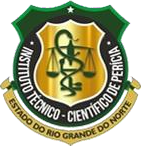 INSTITUTO TÉCNICO - CIENTÍFICO DE PERÍCIA
ESTADO DO RIO GRANDE DO NORTE